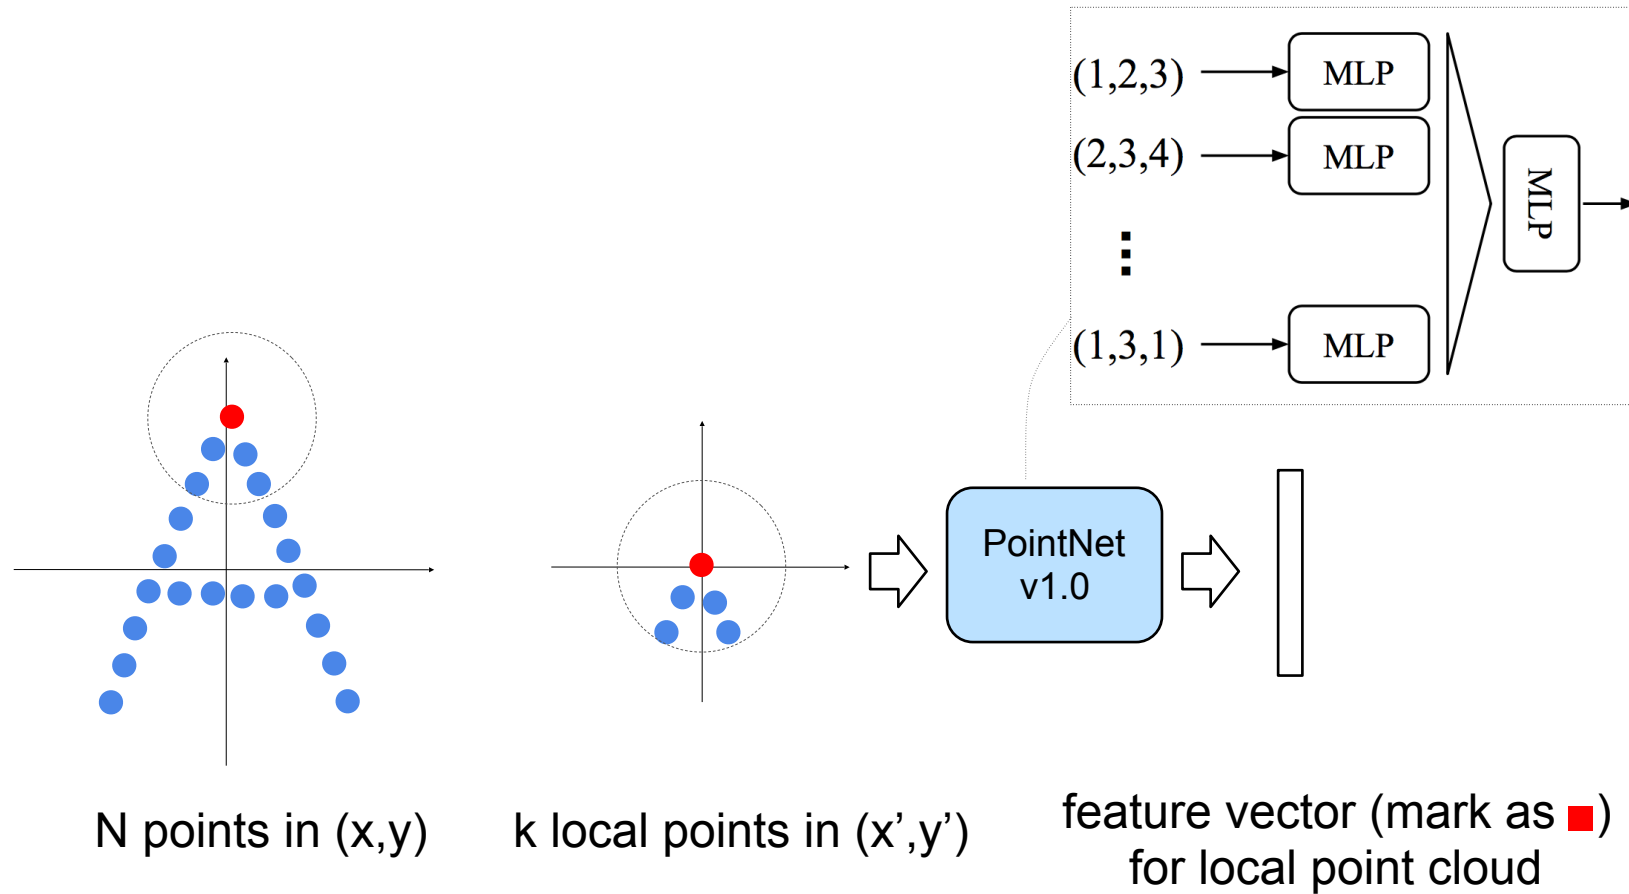 (1,2,3)
MLP
(2,3,4)
MLP
MLP
(1,3,1)
MLP
PointNet
v1.0
N points in (x,y)
k local points in (x’,y’)
feature vector (mark as )
for local point cloud